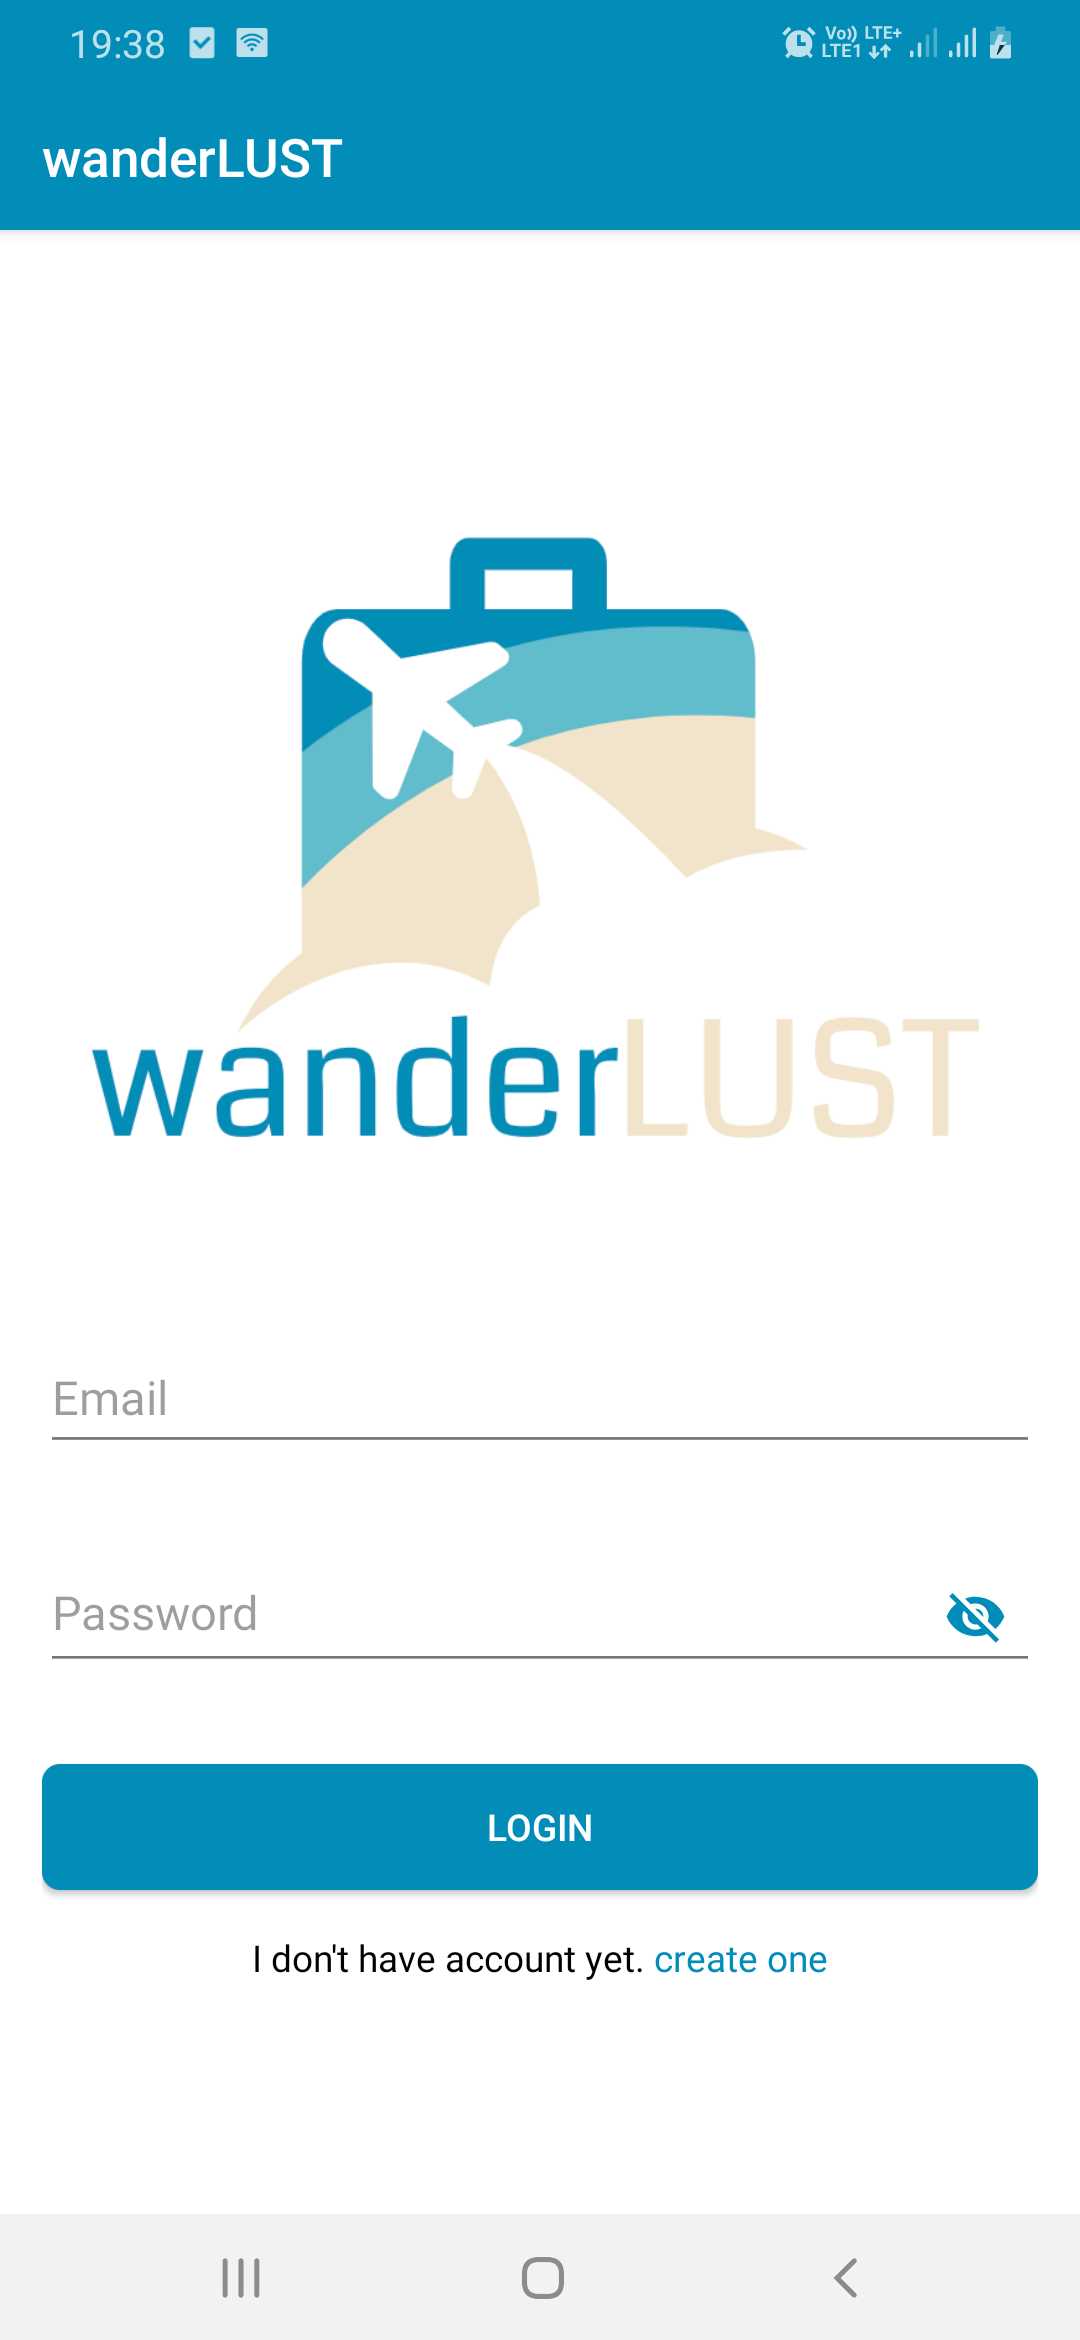 19:38
Vo)) LTE+
LTE1
wanderLUST
wanderLUST
Email
Password
LOGIN
I don't have account yet. create one